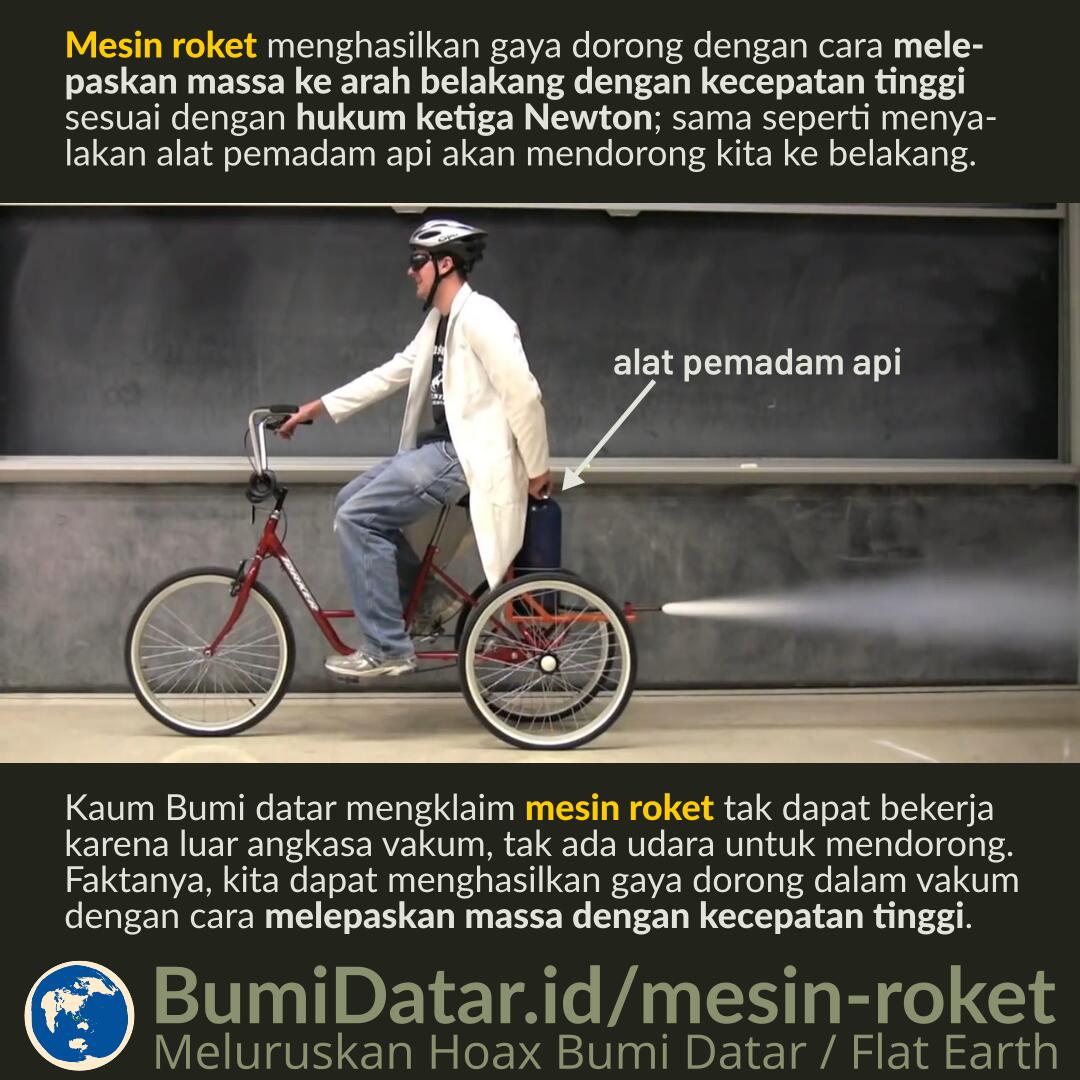 Mesin roket menghasilkan gaya dorong dengan cara mele-
paskan massa ke arah belakang dengan kecepatan tinggi
sesuai dengan hukum ketiga Newton; sama seperti menya-
lakan alat pemadam api akan mendorong kita ke belakang.
alat pemadam api
Kaum Bumi datar mengklaim mesin roket tak dapat bekerja
karena luar angkasa vakum, tak ada udara untuk mendorong.
Faktanya, kita dapat menghasilkan gaya dorong dalam vakum
dengan cara melepaskan massa dengan kecepatan tinggi.
BumiDatar.id/mesin-roket
Meluruskan Hoax Bumi Datar / Flat Earth